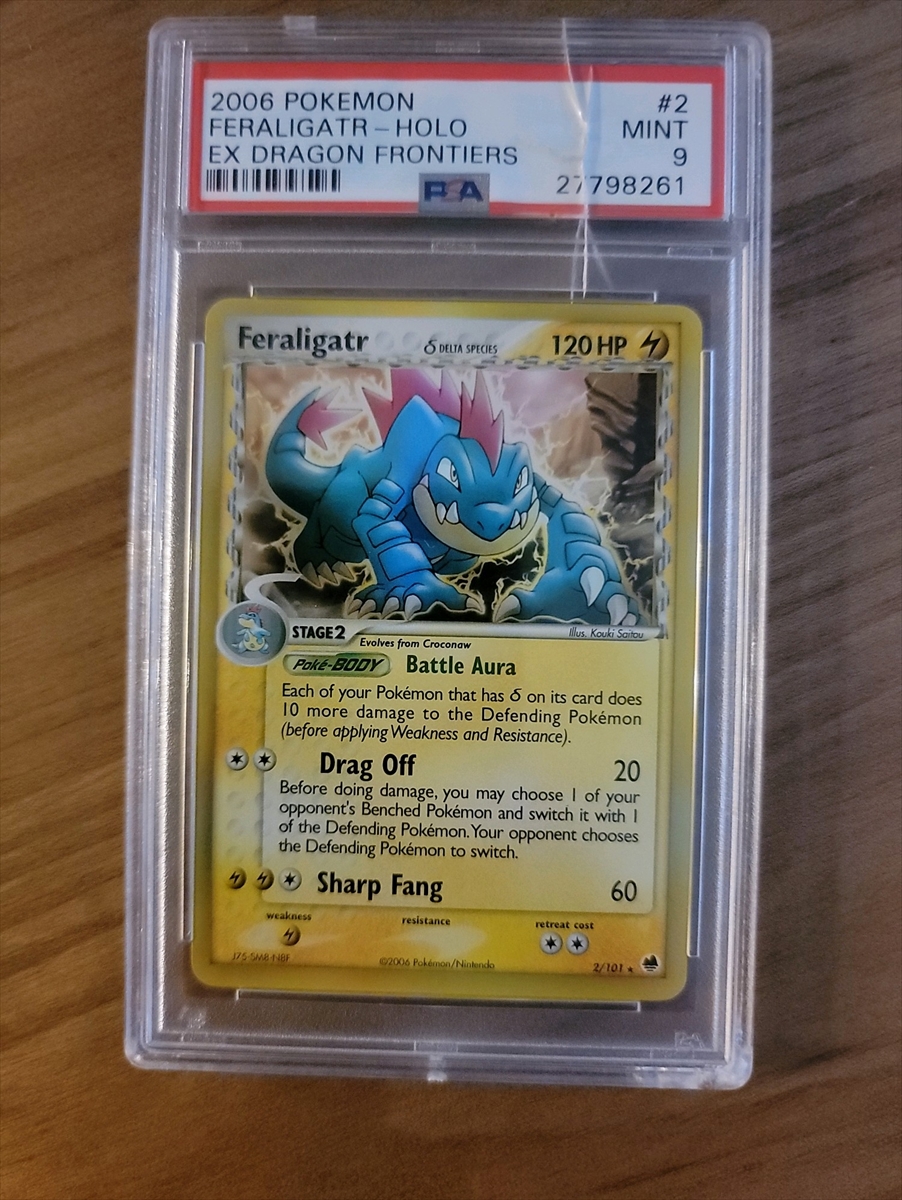 2006 POKEMON #2
FERALIGATR-HOLO MINT
EX DRAGON FRONTIERS 9
PSA 27798261
Feraligatr δ DELTA SPECIES 120 HP
Illus. Kouki Saitou
STAGE2 Evolves from Croconaw
Poké-BODY Battle Aura
Each of your Pokémon that has δ on its card does
10 more damage to the Defending Pokémon
(before applying Weakness and Resistance).
Drag Off 20
Before doing damage, you may choose 1 of your
opponent's Benched Pokémon and switch it with 1
of the Defending Pokémon. Your opponent chooses
the Defending Pokémon to switch.
Sharp Fang 60
weakness resistance retreat cost
J75-SM8-N8F ©2006 Pokémon/Nintendo 2/101 ★